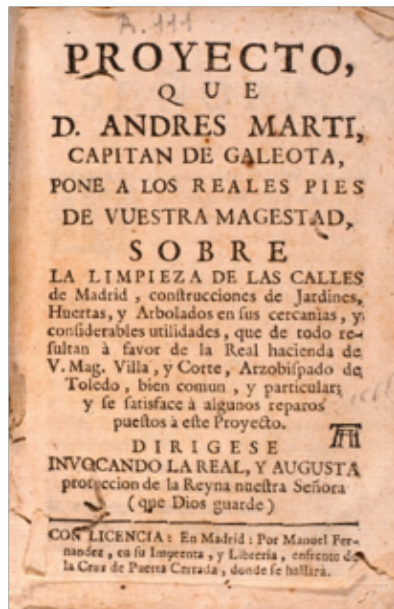 R. 111
PROYECTO,
QUE
D. ANDRES MARTI,
CAPITAN DE GALEOTA,
PONE A LOS REALES PIES
DE VUESTRA MAGESTAD,
SOBRE
LA LIMPIEZA DE LAS CALLES
de Madrid, construcciones de Jardines,
Huertas, y Arbolados en sus cercanias, y
considerables utilidades, que de todo re-
sultan à favor de la Real hacienda de
V. Mag. Villa, y Corte, Arzobispado de
Toledo, bien comun, y particular;
y se satisface à algunos reparos
puestos à este Proyecto.
DIRIGESE
INVOCANDO LA REAL, Y AUGUSTA
proteccion de la Reyna nuestra Señora
(que Dios guarde)
CON LICENCIA: En Madrid: Por Manuel Fer-
nandez, en su Imprenta, y Libreria, enfrente de
la Cruz de Puerta Cerrada, donde se hallará.